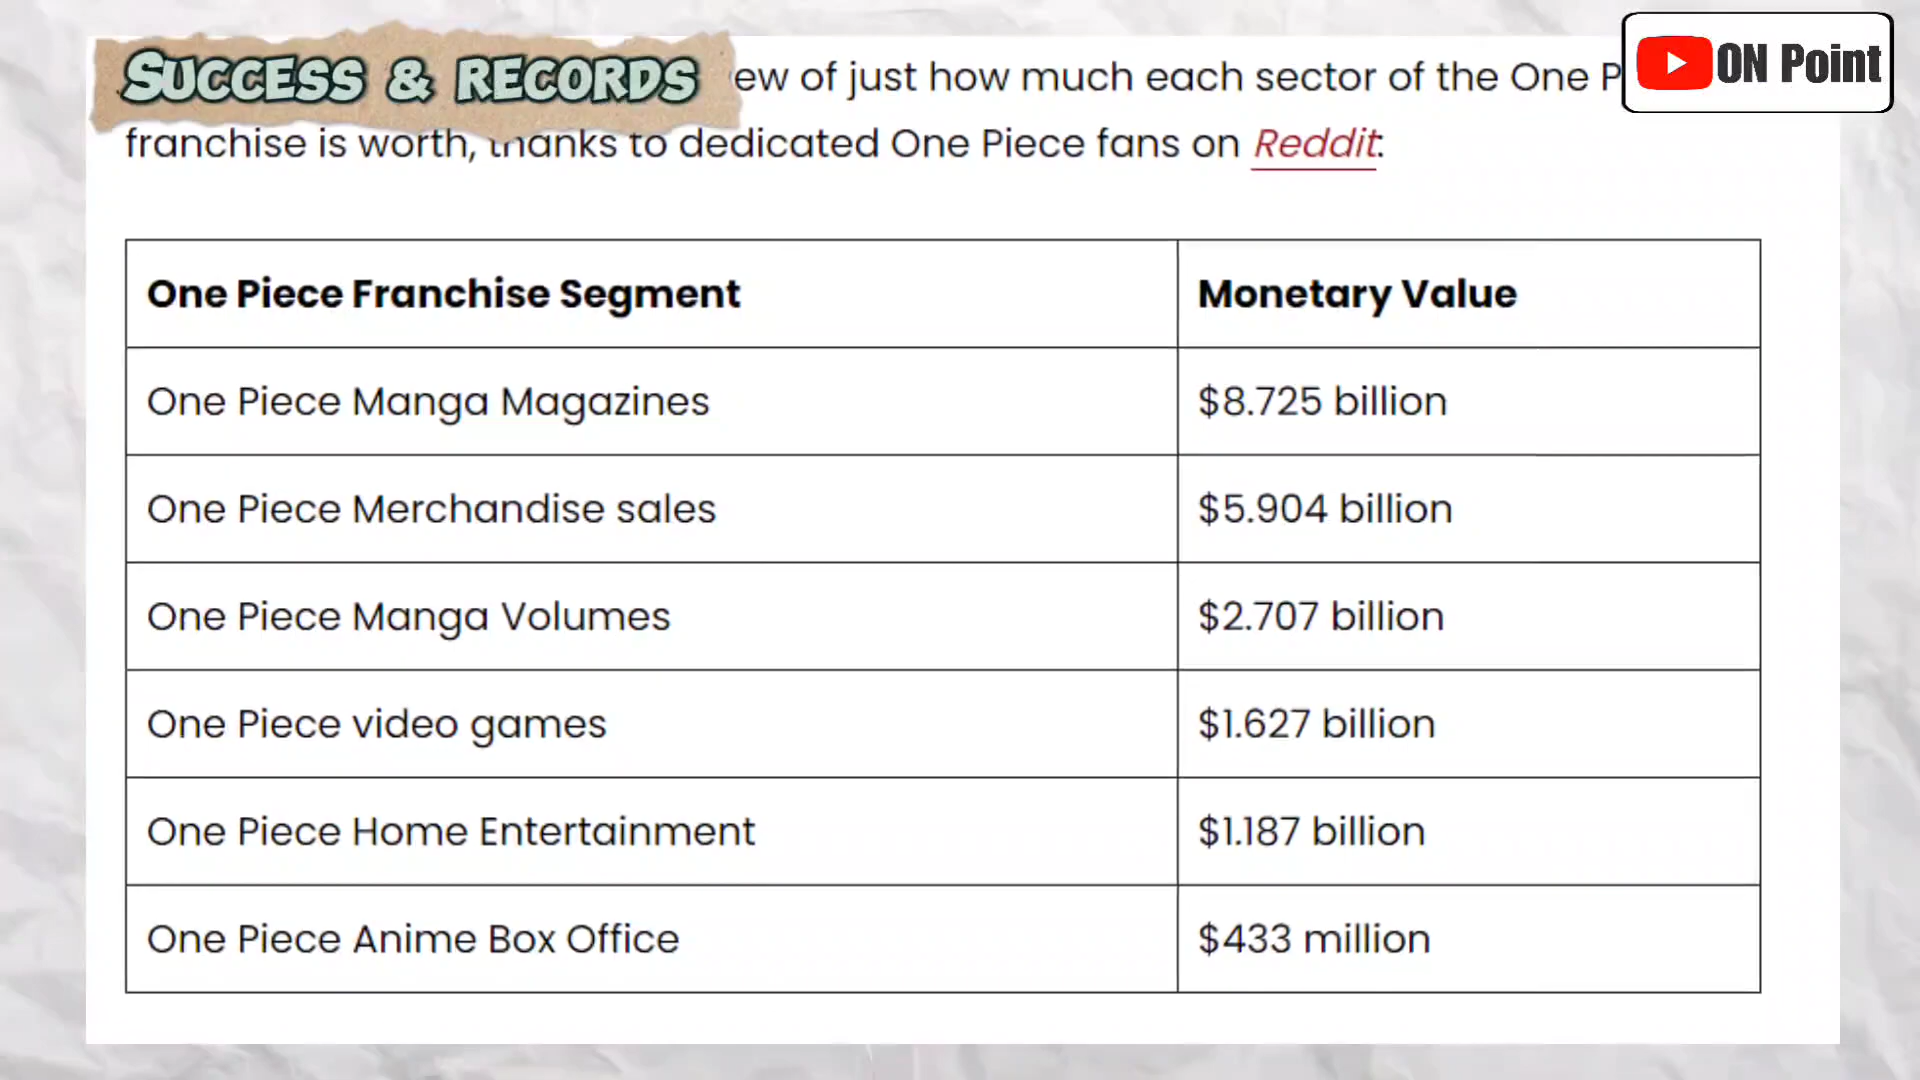 SUCCESS & RECORDS
ew of just how much each sector of the One P
ON Point
franchise is worth, thanks to dedicated One Piece fans on Reddit:
One Piece Franchise Segment
Monetary Value
One Piece Manga Magazines
$8.725 billion
One Piece Merchandise sales
$5.904 billion
One Piece Manga Volumes
$2.707 billion
One Piece video games
$1.627 billion
One Piece Home Entertainment
$1.187 billion
One Piece Anime Box Office
$433 million